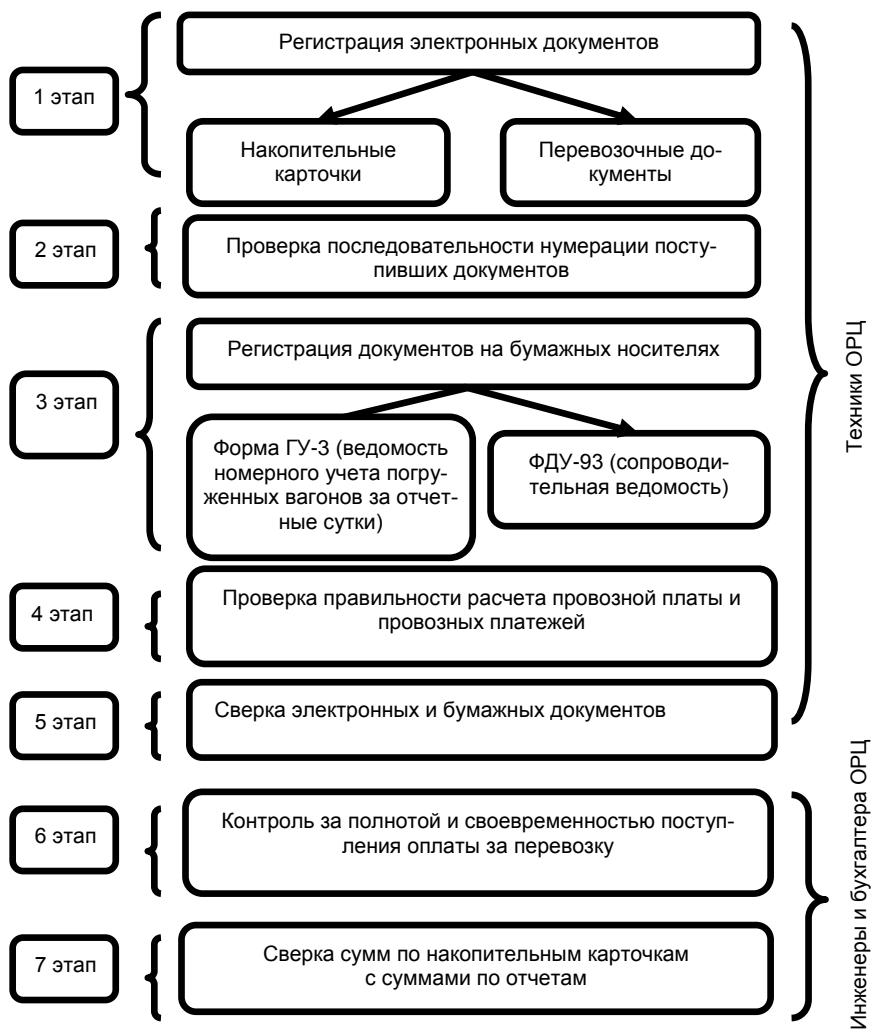 Регистрация электронных документов
1 этап
Накопительные
карточки
Перевозочные до-
кументы
2 этап
Проверка последовательности нумерации посту-
пивших документов
Регистрация документов на бумажных носителях
3 этап
Форма ГУ-3 (ведомость
номерного учета погру-
женных вагонов за отчет-
ные сутки)
ФДУ-93 (сопроводи-
тельная ведомость)
4 этап
Проверка правильности расчета провозной платы и
провозных платежей
5 этап
Сверка электронных и бумажных документов
Техники ОРЦ
6 этап
Контроль за полнотой и своевременностью поступ-
ления оплаты за перевозку
7 этап
Сверка сумм по накопительным карточкам
с суммами по отчетам
Инженеры и бухгалтера ОРЦ